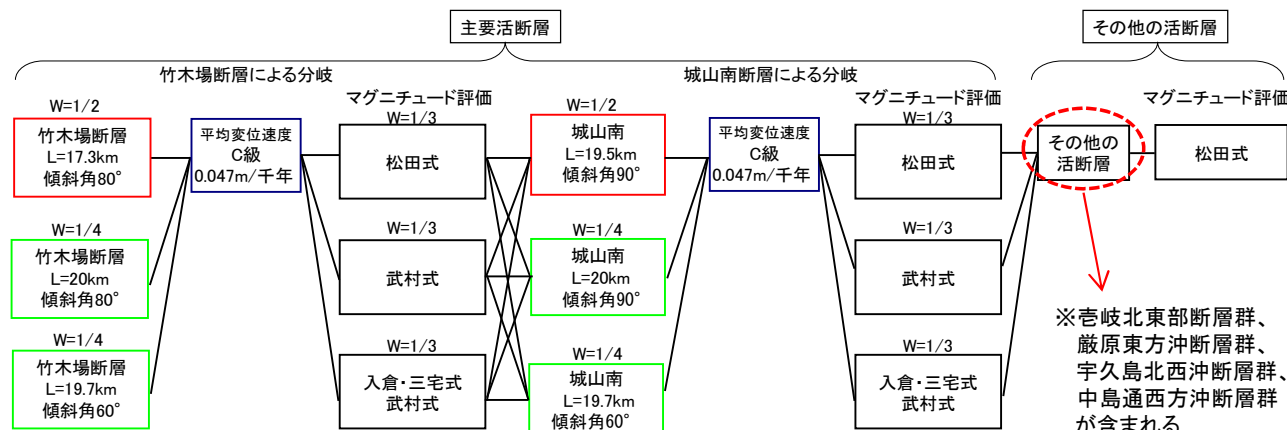 主要活断層
その他の活断層
竹木場断層による分岐
城山南断層による分岐
W=1/2
竹木場断層
L=17.3km
傾斜角80°
W=1/4
竹木場断層
L=20km
傾斜角80°
W=1/4
竹木場断層
L=19.7km
傾斜角60°
平均変位速度
C級
0.047m/千年
マグニチュード評価
W=1/3
松田式
W=1/3
武村式
W=1/3
入倉・三宅式
武村式
W=1/2
城山南
L=19.5km
傾斜角90°
W=1/4
城山南
L=20km
傾斜角90°
W=1/4
城山南
L=19.7km
傾斜角60°
平均変位速度
C級
0.047m/千年
マグニチュード評価
W=1/3
松田式
W=1/3
武村式
W=1/3
入倉・三宅式
武村式
その他の
活断層
マグニチュード評価
松田式
※壱岐北東部断層群、
厳原東方沖断層群、
宇久島北西沖断層群、
中島通西方沖断層群
が含まれる